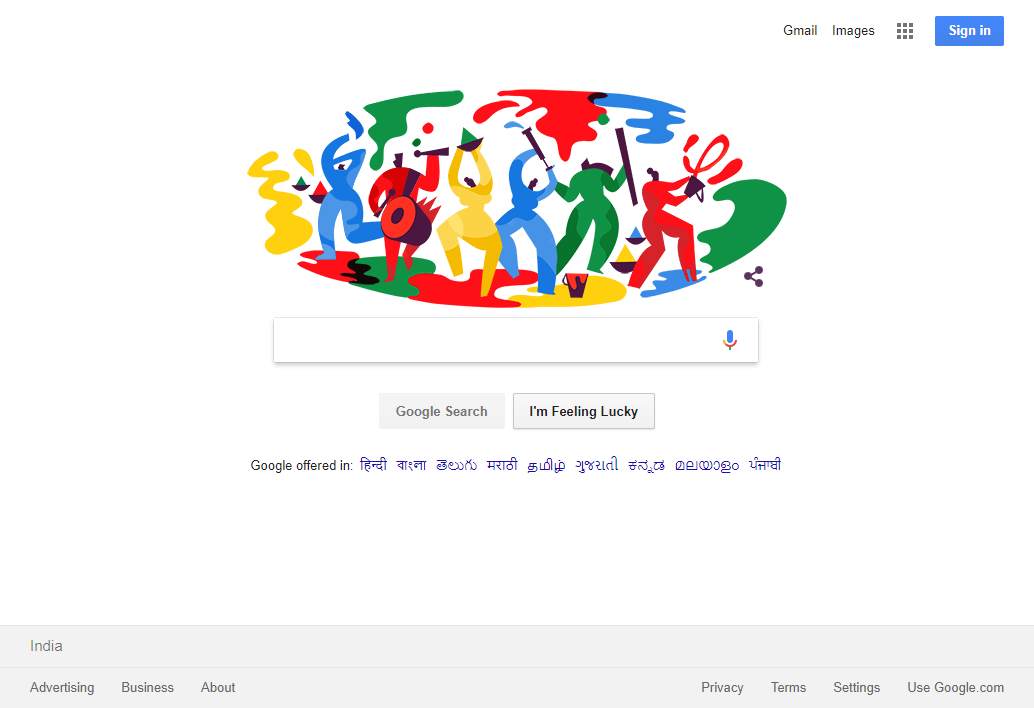 Gmail Images Sign in
Google Search I'm Feeling Lucky
Google offered in: हिन्दी বাংলা తెలుగు मराठी தமிழ் ગુજરાતી ಕನ್ನಡ മലയാളം ਪੰਜਾਬੀ
India
Advertising Business About Privacy Terms Settings Use Google.com